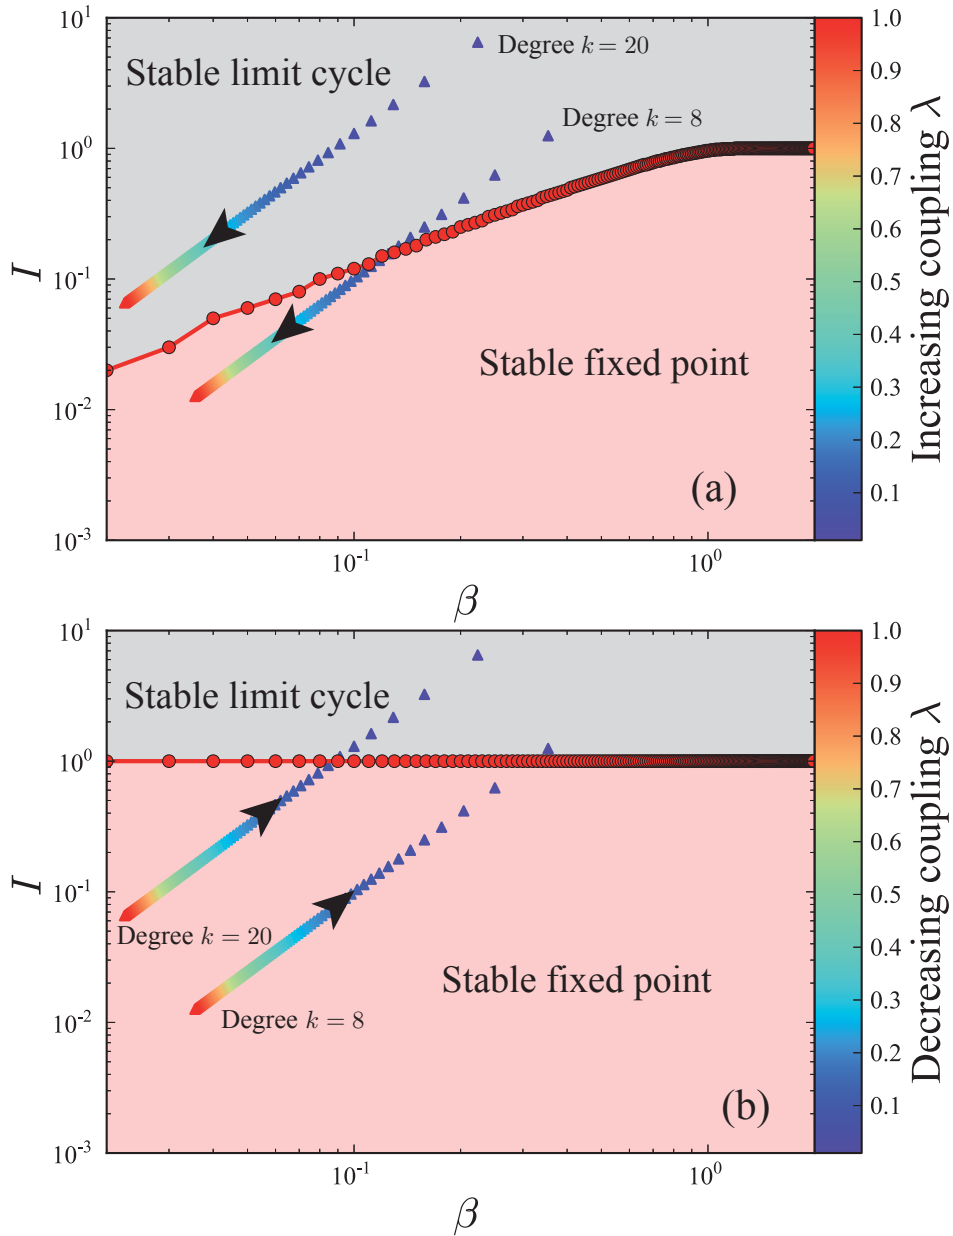 10^1
10^0
10^-1
10^-2
10^-3
I
Stable limit cycle
Degree k = 20
Degree k = 8
Stable fixed point
(a)
10^-1
10^0
β
1.0
0.9
0.8
0.7
0.6
0.5
0.4
0.3
0.2
0.1
Increasing coupling λ
10^1
10^0
10^-1
10^-2
10^-3
I
Stable limit cycle
Degree k = 20
Degree k = 8
Stable fixed point
(b)
10^-1
10^0
β
1.0
0.9
0.8
0.7
0.6
0.5
0.4
0.3
0.2
0.1
Decreasing coupling λ